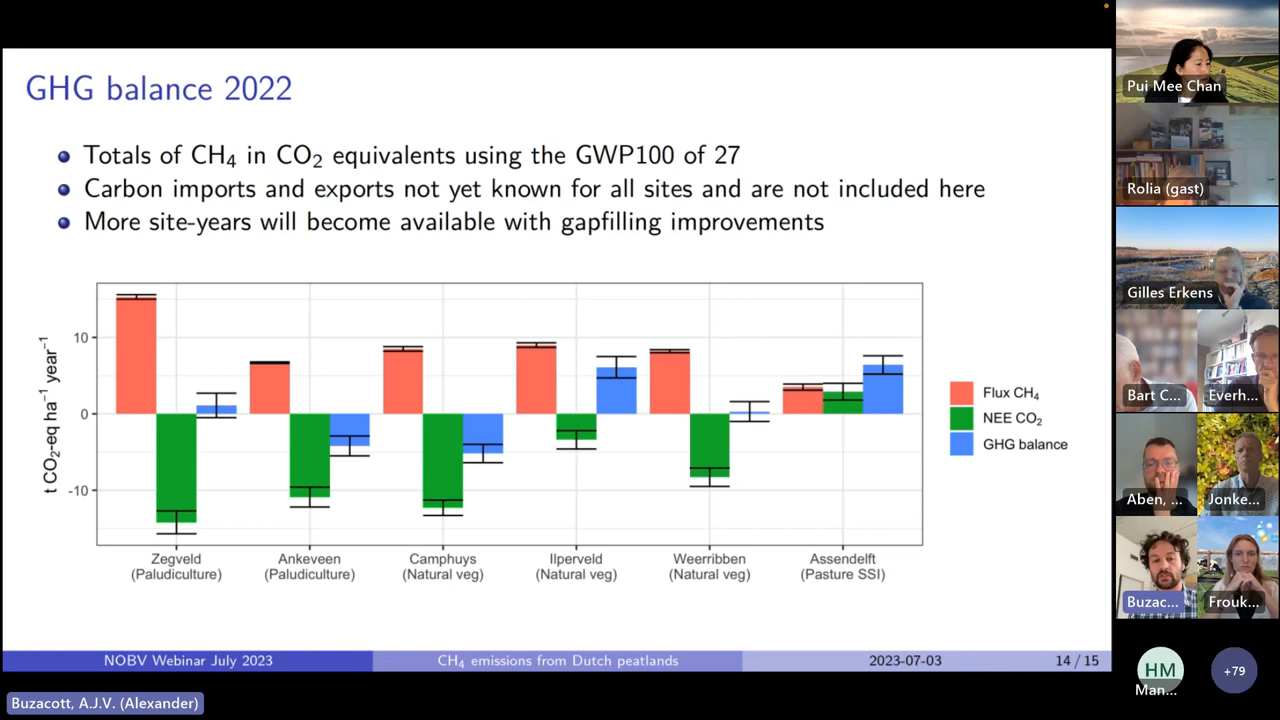 GHG balance 2022
Totals of CH₄ in CO₂ equivalents using the GWP100 of 27
Carbon imports and exports not yet known for all sites and are not included here
More site-years will become available with gapfilling improvements
t CO₂-eq ha⁻¹ year⁻¹
10
0
-10
Zegveld
(Paludiculture)
Ankeveen
(Paludiculture)
Camphuys
(Natural veg)
Ilperveld
(Natural veg)
Weerribben
(Natural veg)
Assendelft
(Pasture SSI)
Flux CH₄
NEE CO₂
GHG balance
NOBV Webinar July 2023
CH₄ emissions from Dutch peatlands
2023-07-03
14 / 15
Buzacott, A.J.V. (Alexander)
Pui Mee Chan
Rolia (gast)
Gilles Erkens
Bart C...
Everh...
Aben, ...
Jonke...
Buzac...
Frouk...
HM
Man...
+79